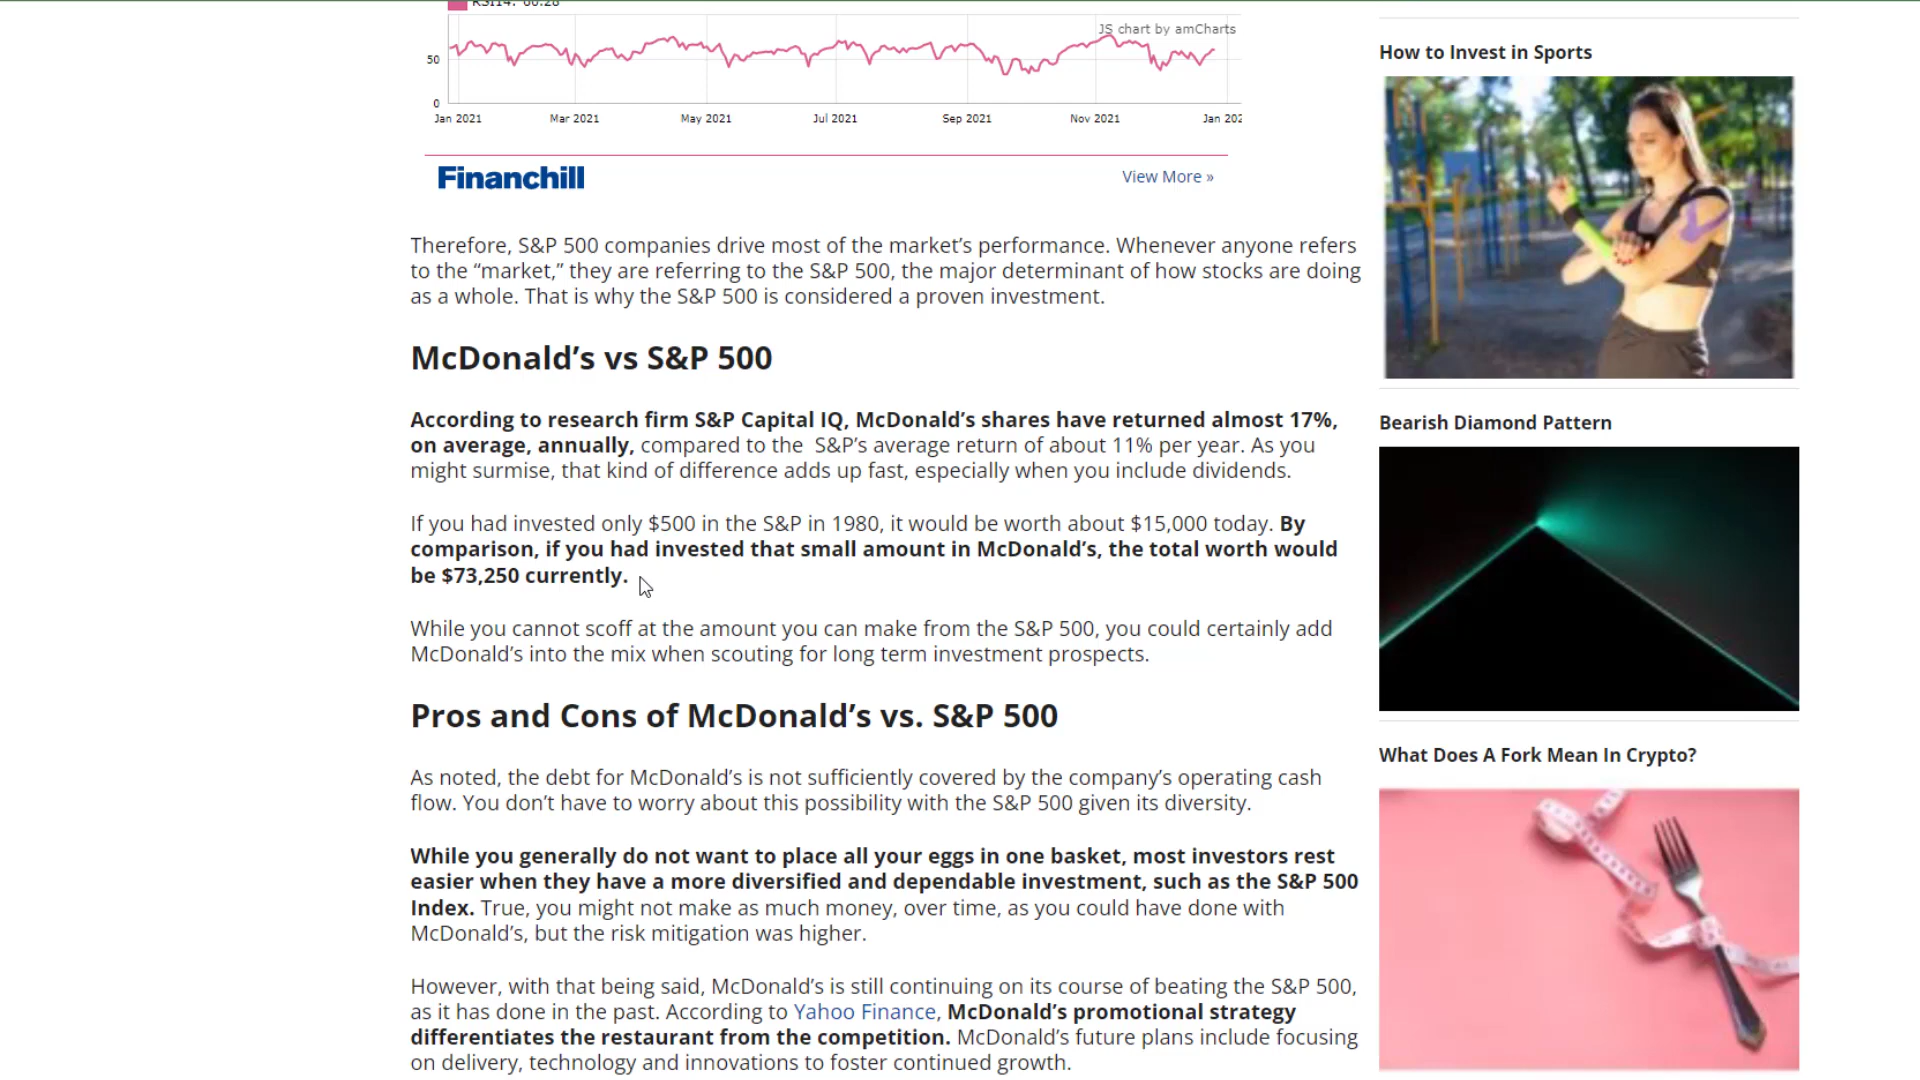 RSI14: 60.28
JS chart by amCharts
50
0
Jan 2021
Mar 2021
May 2021
Jul 2021
Sep 2021
Nov 2021
Jan 202
Financhill
View More »
Therefore, S&P 500 companies drive most of the market’s performance. Whenever anyone refers
to the “market,” they are referring to the S&P 500, the major determinant of how stocks are doing
as a whole. That is why the S&P 500 is considered a proven investment.
McDonald’s vs S&P 500
According to research firm S&P Capital IQ, McDonald’s shares have returned almost 17%,
on average, annually, compared to the  S&P’s average return of about 11% per year. As you
might surmise, that kind of difference adds up fast, especially when you include dividends.
If you had invested only $500 in the S&P in 1980, it would be worth about $15,000 today. By
comparison, if you had invested that small amount in McDonald’s, the total worth would
be $73,250 currently.
While you cannot scoff at the amount you can make from the S&P 500, you could certainly add
McDonald’s into the mix when scouting for long term investment prospects.
Pros and Cons of McDonald’s vs. S&P 500
As noted, the debt for McDonald’s is not sufficiently covered by the company’s operating cash
flow. You don’t have to worry about this possibility with the S&P 500 given its diversity.
While you generally do not want to place all your eggs in one basket, most investors rest
easier when they have a more diversified and dependable investment, such as the S&P 500
Index. True, you might not make as much money, over time, as you could have done with
McDonald’s, but the risk mitigation was higher.
However, with that being said, McDonald’s is still continuing on its course of beating the S&P 500,
as it has done in the past. According to Yahoo Finance, McDonald’s promotional strategy
differentiates the restaurant from the competition. McDonald’s future plans include focusing
on delivery, technology and innovations to foster continued growth.
How to Invest in Sports
Bearish Diamond Pattern
What Does A Fork Mean In Crypto?